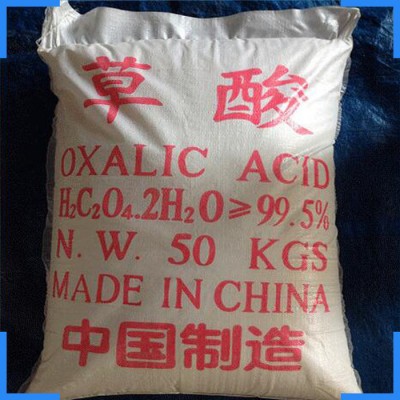 草酸
OXALIC ACID
H₂C₂O₄.2H₂O≥99.5%
N.W. 50 KGS
MADE IN CHINA
中国制造